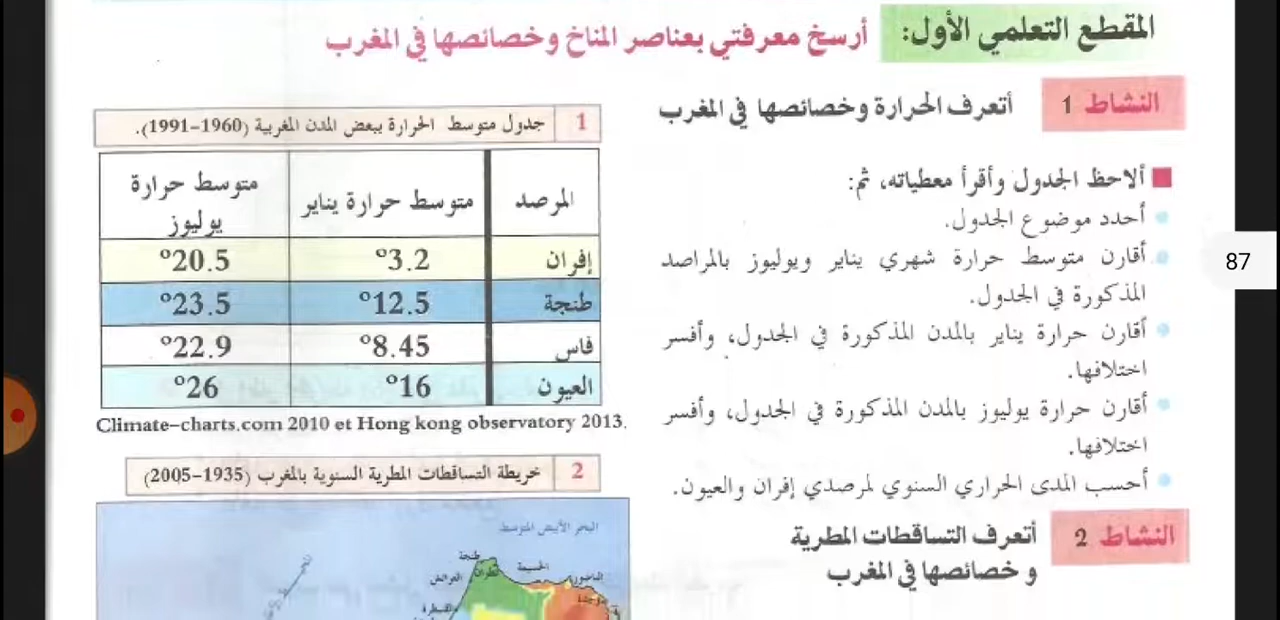 المقطع التعلمي الأول: أرسخ معرفتي بعناصر المناخ وخصائصها في المغرب
النشاط 1 أتعرف الحرارة وخصائصها في المغرب
ألاحظ الجدول وأقرأ معطياته، ثم:
أحدد موضوع الجدول.
أقارن متوسط حرارة شهري يناير ويوليوز بالمراصد
المذكورة في الجدول.
أقارن حرارة يناير بالمدن المذكورة في الجدول، وأفسر
اختلافها.
أقارن حرارة يوليوز بالمدن المذكورة في الجدول، وأفسر
اختلافها.
أحسب المدى الحراري السنوي لمرصدي إفران والعيون.
النشاط 2 أتعرف التساقطات المطرية
و خصائصها في المغرب
1 جدول متوسط الحرارة ببعض المدن المغربية (1960-1991).
المرصد متوسط حرارة يناير متوسط حرارة
يوليوز
إفران 3.2° 20.5°
طنجة 12.5° 23.5°
فاس 8.45° 22.9°
العيون 16° 26°
Climate-charts.com 2010 et Hong kong observatory 2013.
2 خريطة التساقطات المطرية السنوية بالمغرب (1935-2005)
البحر الأبيض المتوسط
طنجة
تطوان
الحسيمة
الناضور
العرائش
وجدة
القنيطرة
87